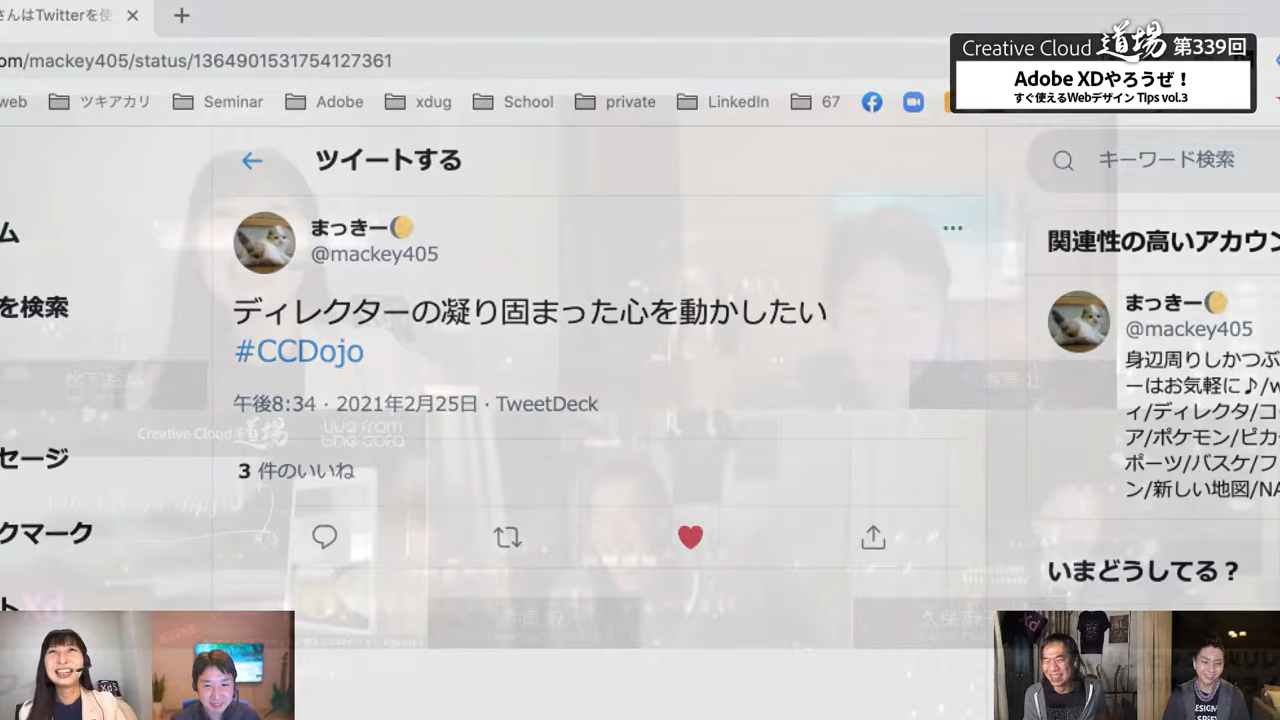 さんはTwitterを使
om/mackey405/status/1364901531754127361
web ツキアカリ Seminar Adobe xdug School private LinkedIn 67
Creative Cloud 道場 第339回
Adobe XDやろうぜ！
すぐ使えるWebデザイン Tips vol.3
ツイートする
キーワード検索
ム
を検索
セージ
クマーク
ト
まっきー🌔
@mackey405
ディレクターの凝り固まった心を動かしたい
#CCDojo
午後8:34 · 2021年2月25日 · TweetDeck
3 件のいいね
関連性の高いアカウン
まっきー🌔
@mackey405
身辺周りしかつぶ
ーはお気軽に♪/w
ィ/ディレクタ/コ
ア/ポケモン/ピカ
ポーツ/バスケ/フ
ン/新しい地図/NA
いまどうしてる？
Creative Cloud 道場
live from
the sofa